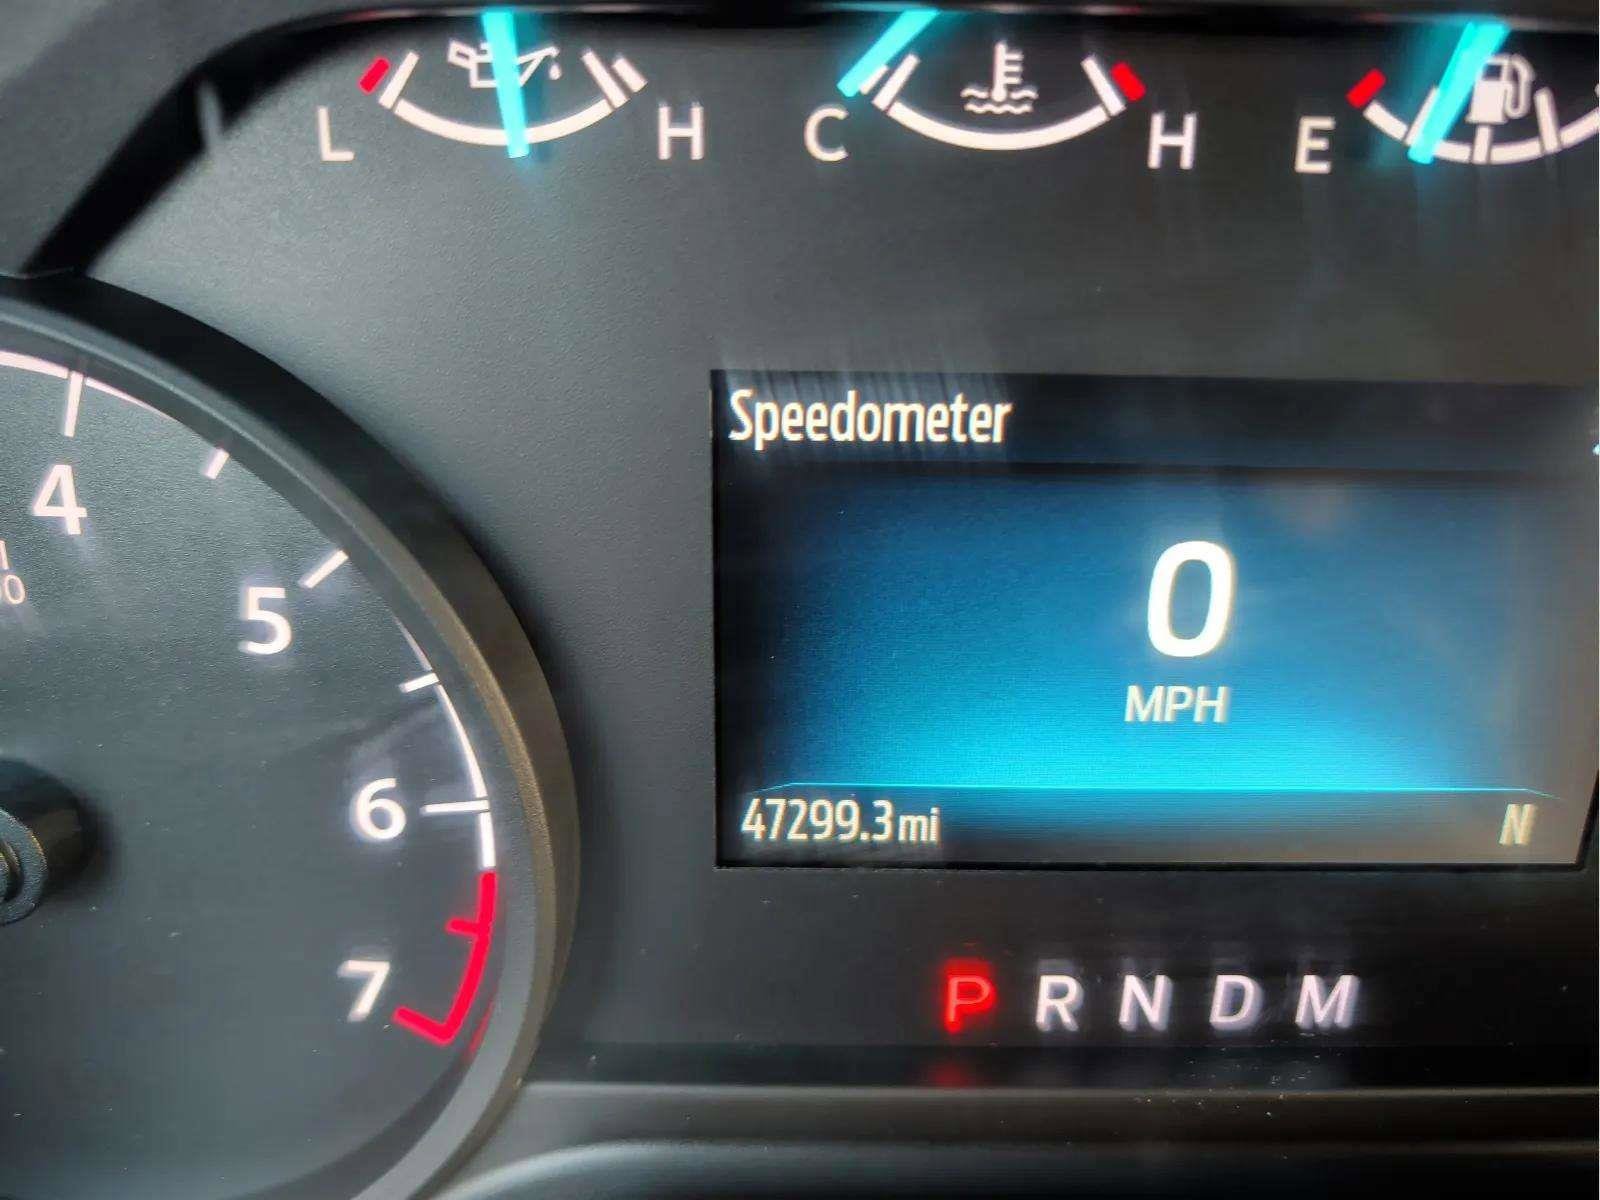 L H C H E
Speedometer
4
5
0
MPH
6
47299.3mi N
7
P R N D M